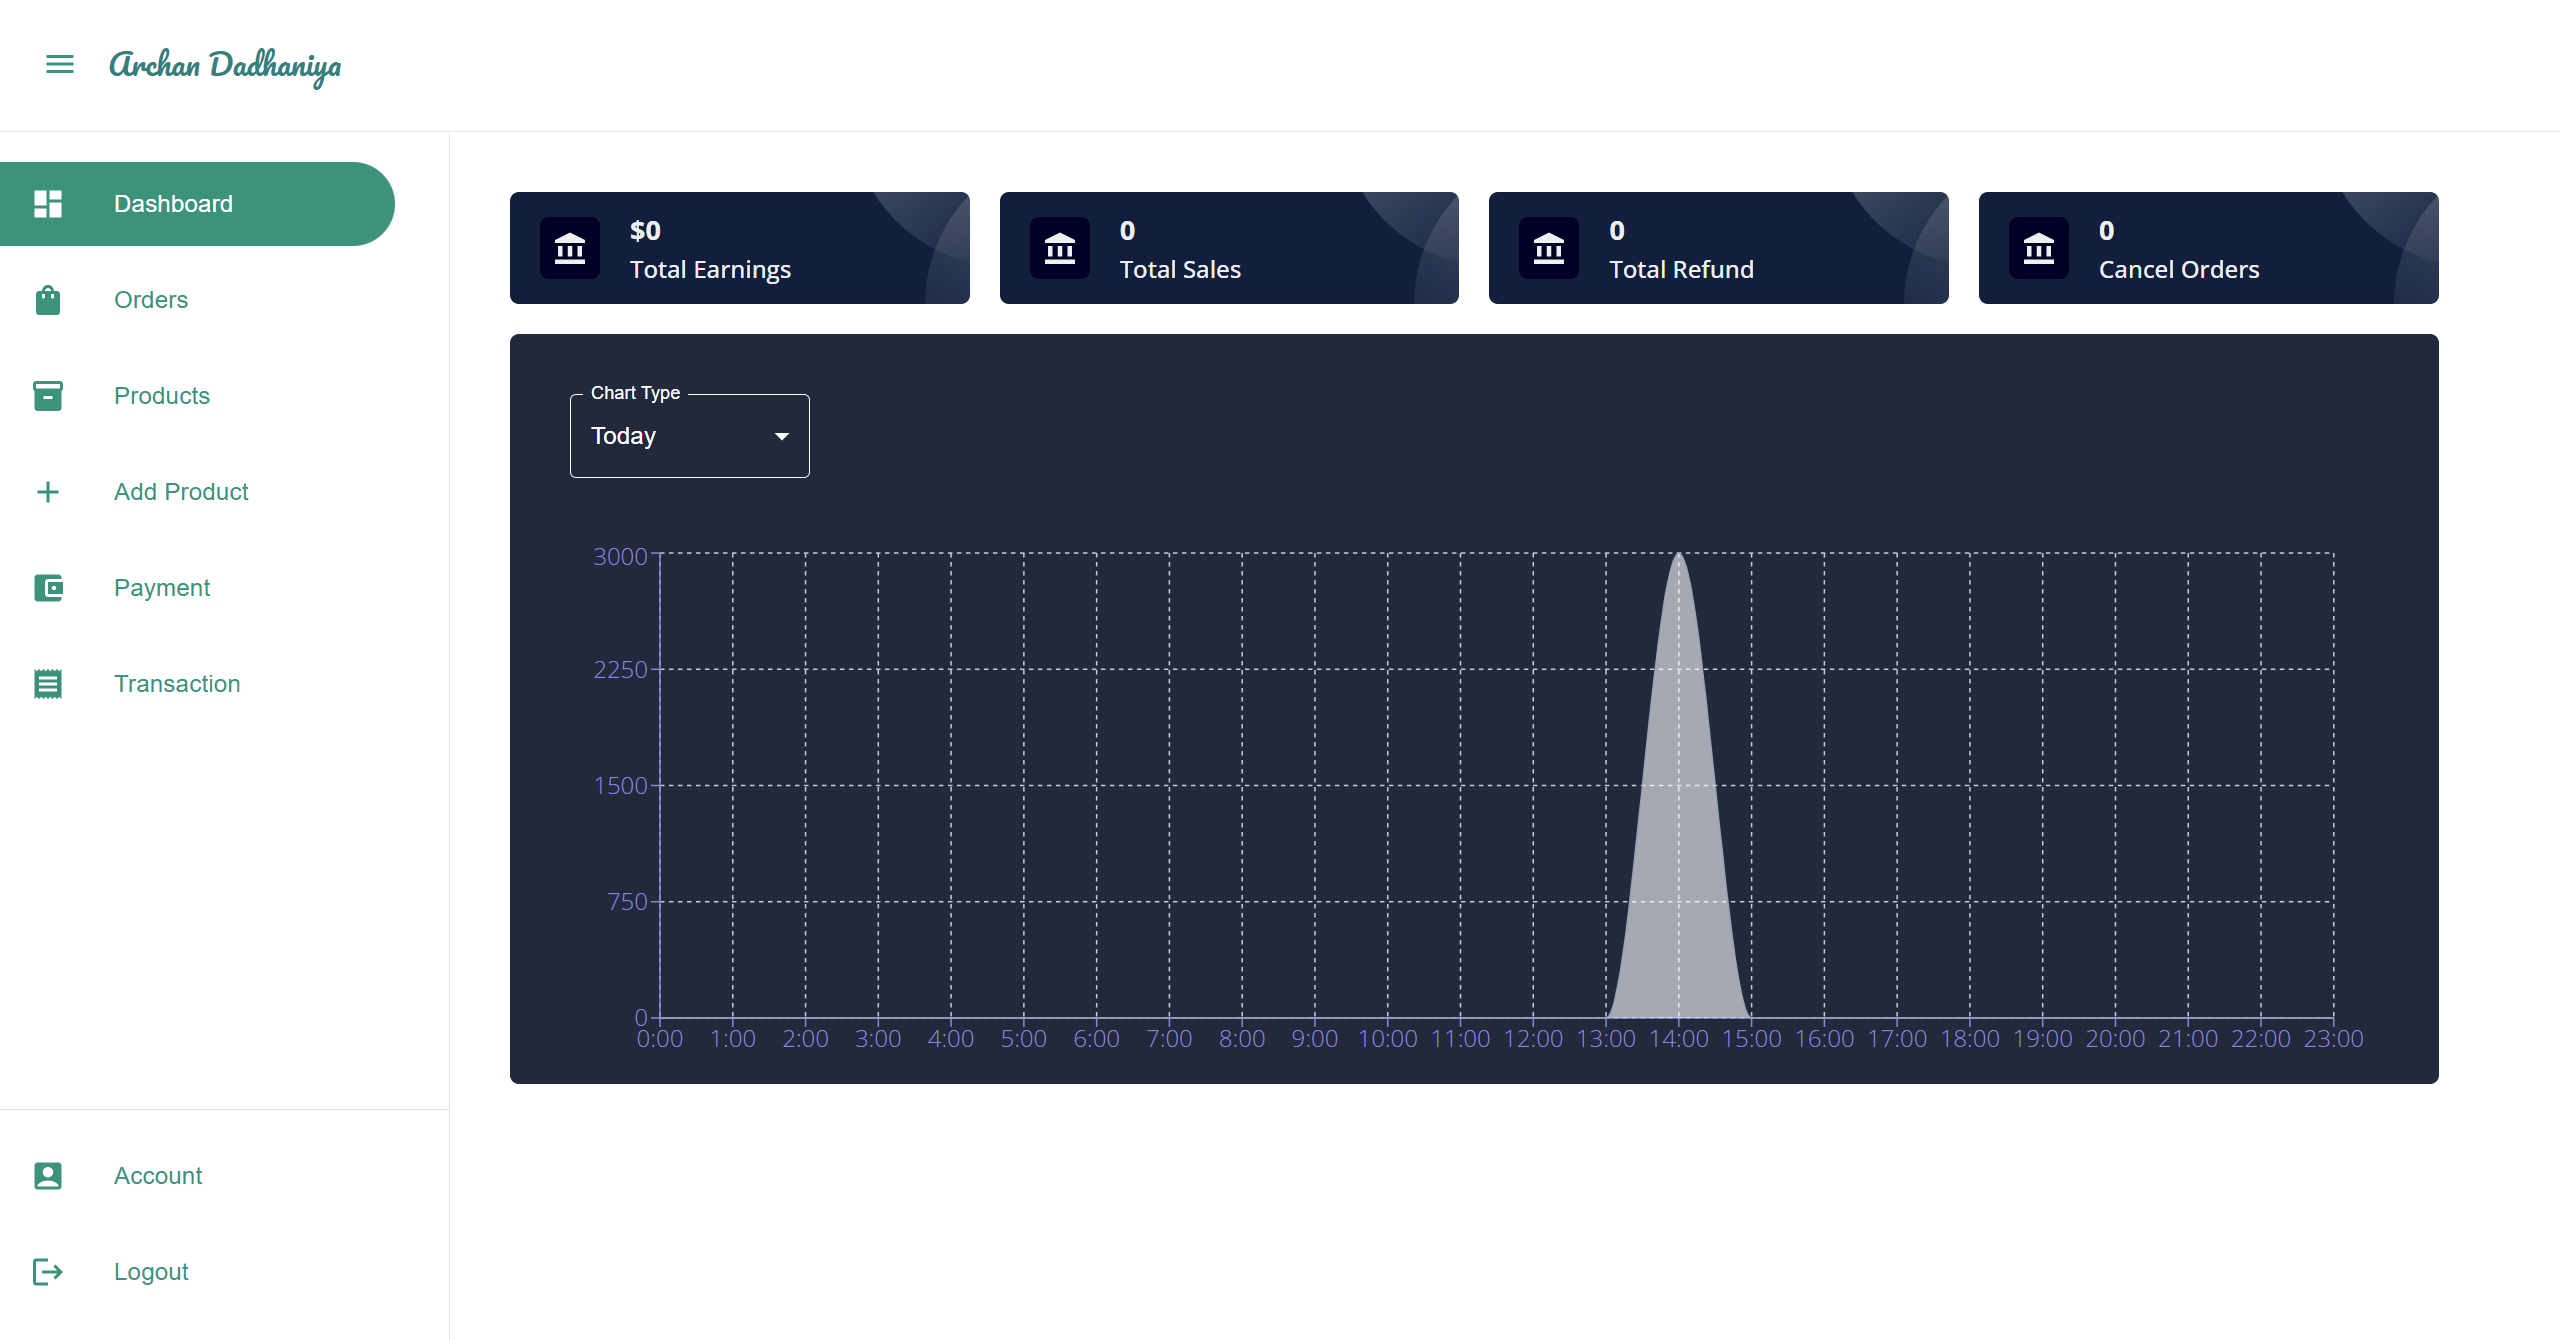 Archan Dadhaniya
Dashboard
Orders
Products
Add Product
Payment
Transaction
Account
Logout
$0
Total Earnings
0
Total Sales
0
Total Refund
0
Cancel Orders
Chart Type
Today
3000
2250
1500
750
0
0:00 1:00 2:00 3:00 4:00 5:00 6:00 7:00 8:00 9:00 10:00 11:00 12:00 13:00 14:00 15:00 16:00 17:00 18:00 19:00 20:00 21:00 22:00 23:00